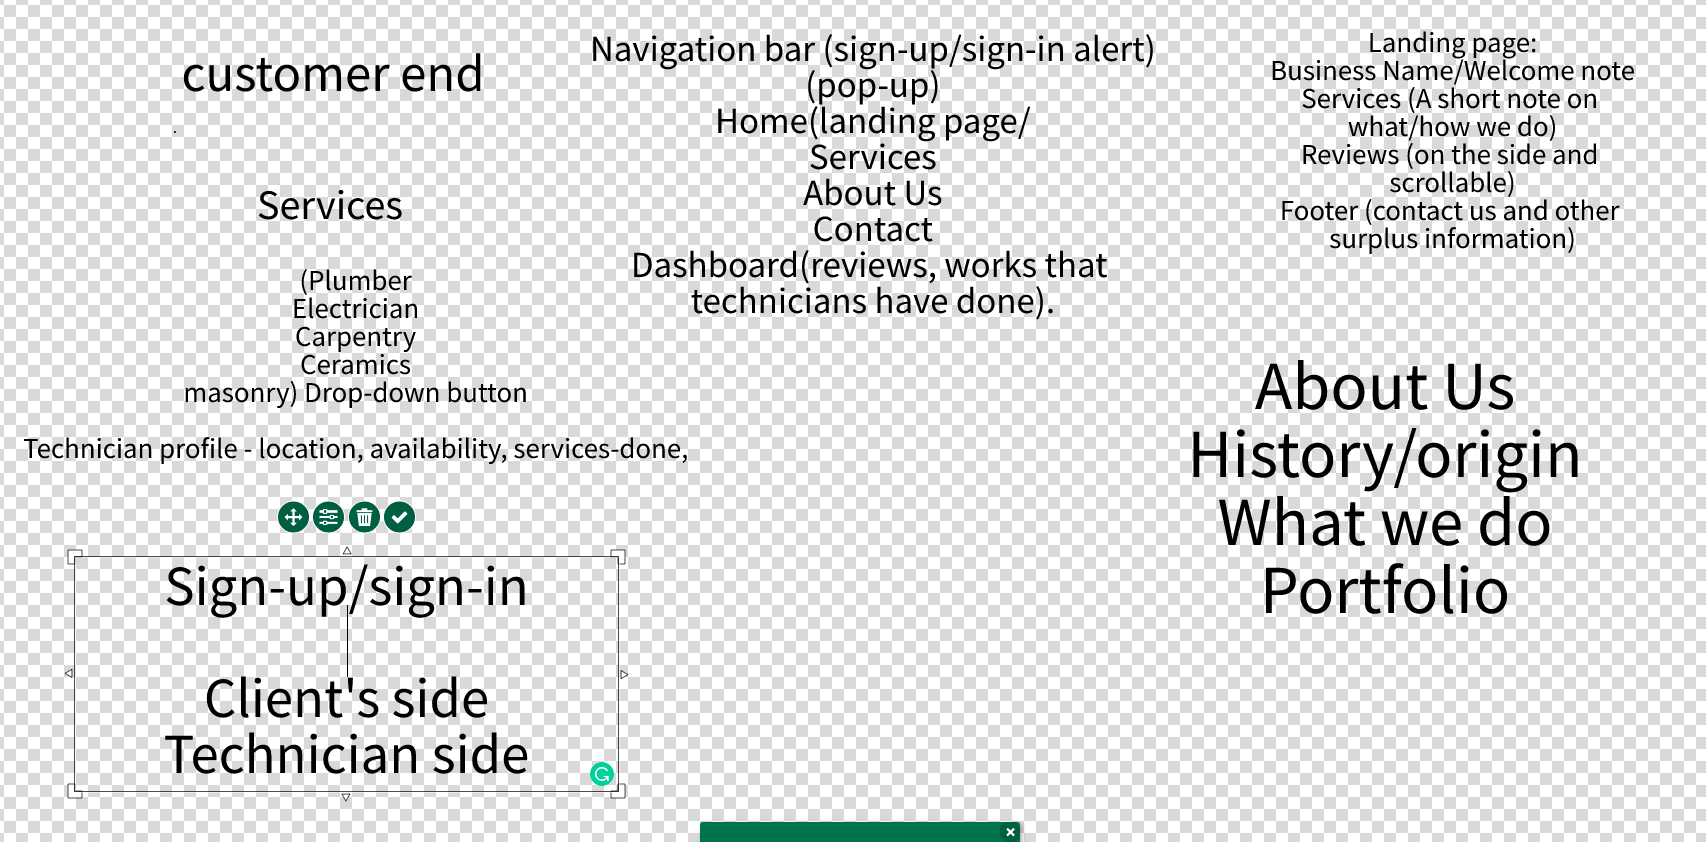 customer end
Services
(Plumber
Electrician
Carpentry
Ceramics
masonry) Drop-down button
Technician profile - location, availability, services-done,
Sign-up/sign-in
Client's side
Technician side
Navigation bar (sign-up/sign-in alert)
(pop-up)
Home(landing page/
Services
About Us
Contact
Dashboard(reviews, works that
technicians have done).
Landing page:
Business Name/Welcome note
Services (A short note on
what/how we do)
Reviews (on the side and
scrollable)
Footer (contact us and other
surplus information)
About Us
History/origin
What we do
Portfolio